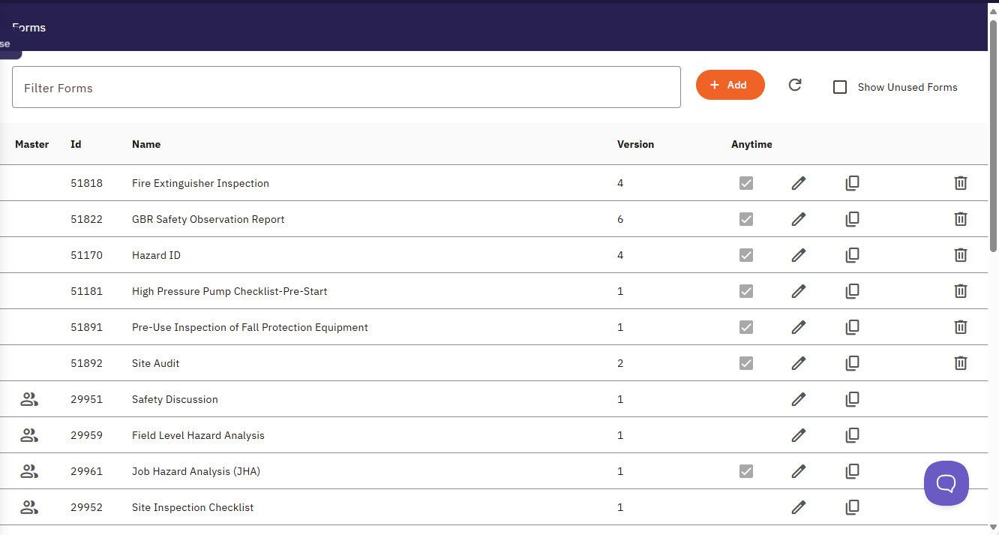 Forms
se
Filter Forms
+ Add
Show Unused Forms
Master Id Name Version Anytime
51818 Fire Extinguisher Inspection 4
51822 GBR Safety Observation Report 6
51170 Hazard ID 4
51181 High Pressure Pump Checklist-Pre-Start 1
51891 Pre-Use Inspection of Fall Protection Equipment 1
51892 Site Audit 2
29951 Safety Discussion 1
29959 Field Level Hazard Analysis 1
29961 Job Hazard Analysis (JHA) 1
29952 Site Inspection Checklist 1